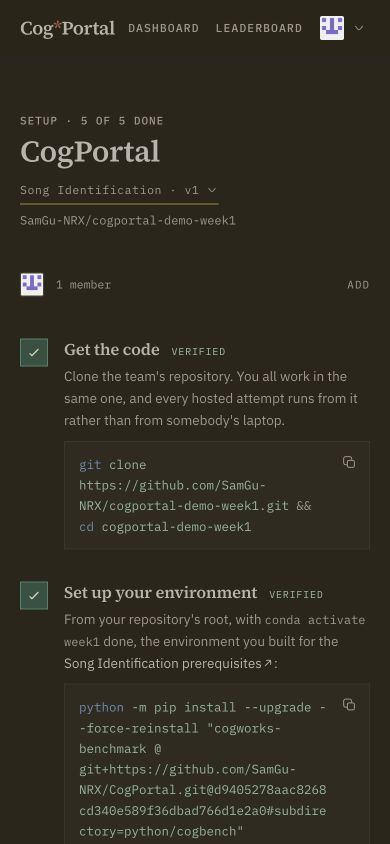 Cog*Portal DASHBOARD LEADERBOARD
SETUP · 5 OF 5 DONE
CogPortal
Song Identification · v1
SamGu-NRX/cogportal-demo-week1
1 member ADD
Get the code VERIFIED
Clone the team's repository. You all work in the
same one, and every hosted attempt runs from it
rather than from somebody's laptop.
git clone
https://github.com/SamGu-
NRX/cogportal-demo-week1.git &&
cd cogportal-demo-week1
Set up your environment VERIFIED
From your repository's root, with conda activate
week1 done, the environment you built for the
Song Identification prerequisites↗:
python -m pip install --upgrade -
-force-reinstall "cogworks-
benchmark @
git+https://github.com/SamGu-
NRX/CogPortal.git@d9405278aac8268
cd340e589f36dbad766d1e2a0#subdire
ctory=python/cogbench"